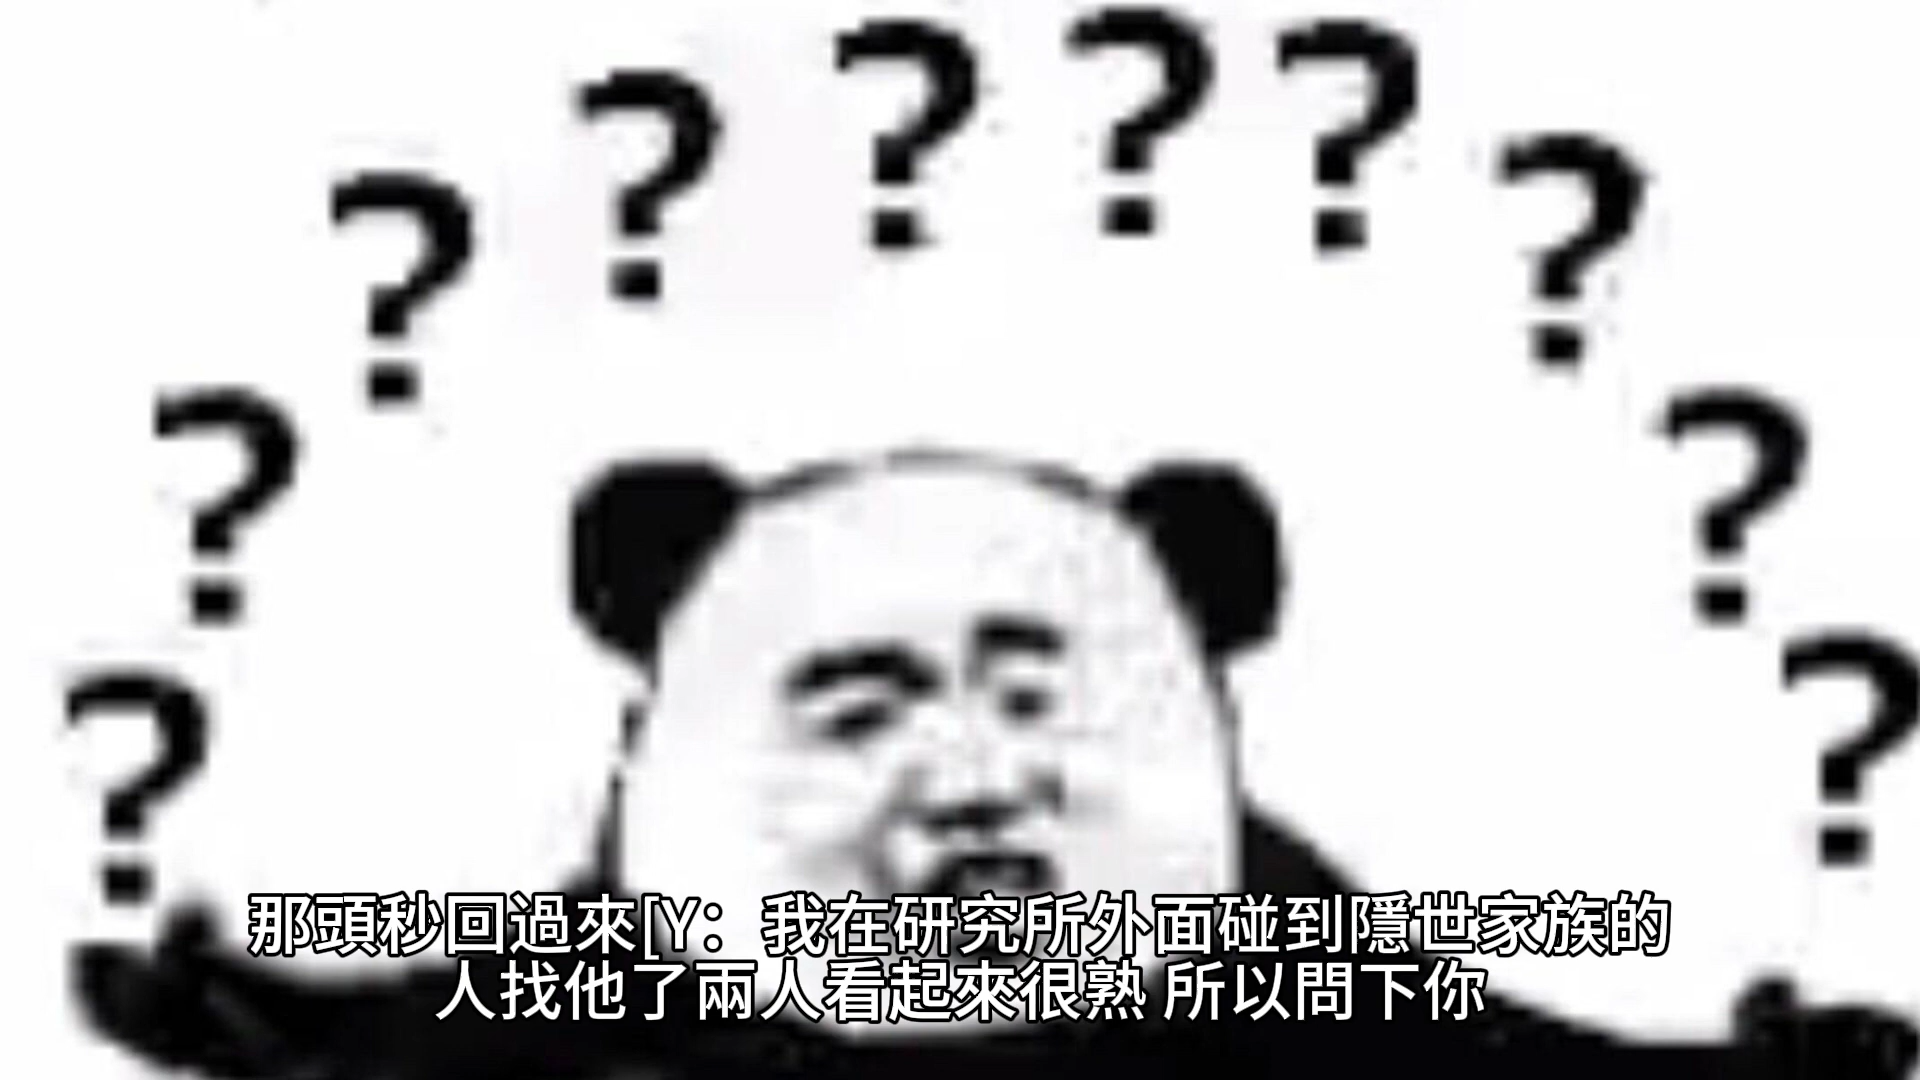 ? ? ? ? ? ? ? ? ? ?
那頭秒回過來[Y：我在研究所外面碰到隱世家族的
人找他了兩人看起來很熟 所以問下你